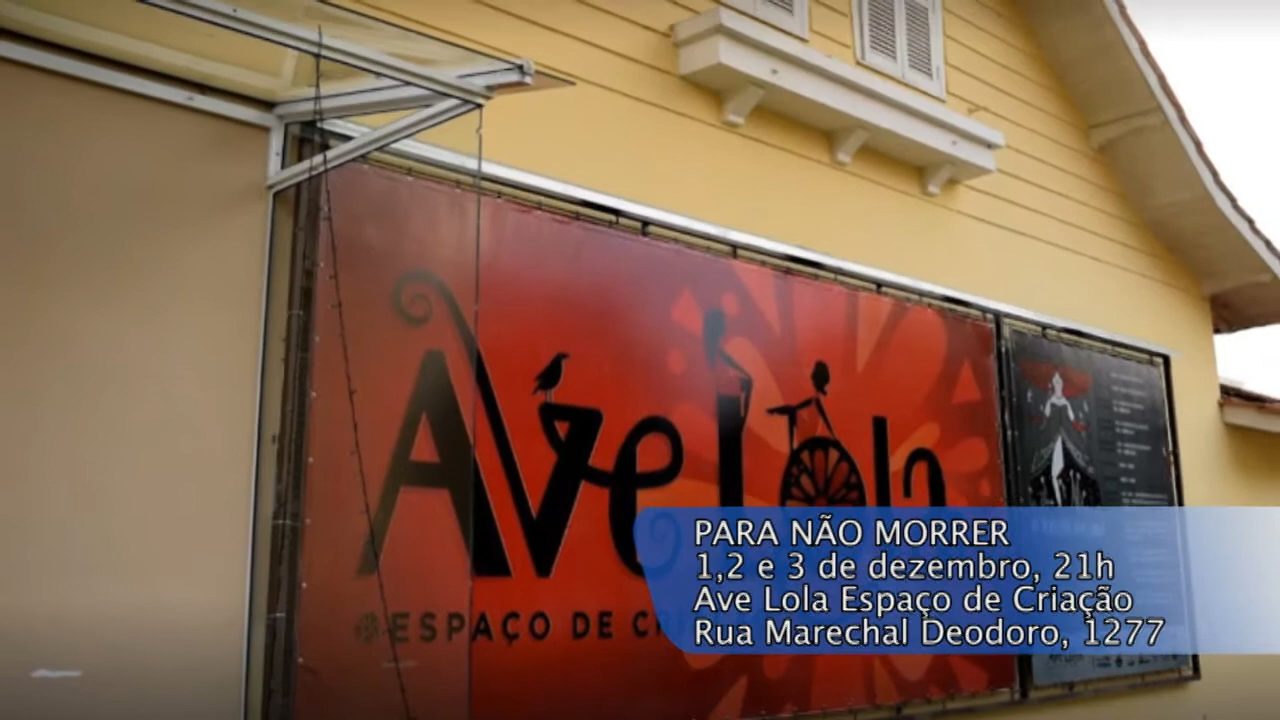 Ave Lola
ESPAÇO DE
PARA NÃO MORRER
1,2 e 3 de dezembro, 21h
Ave Lola Espaço de Criação
Rua Marechal Deodoro, 1277